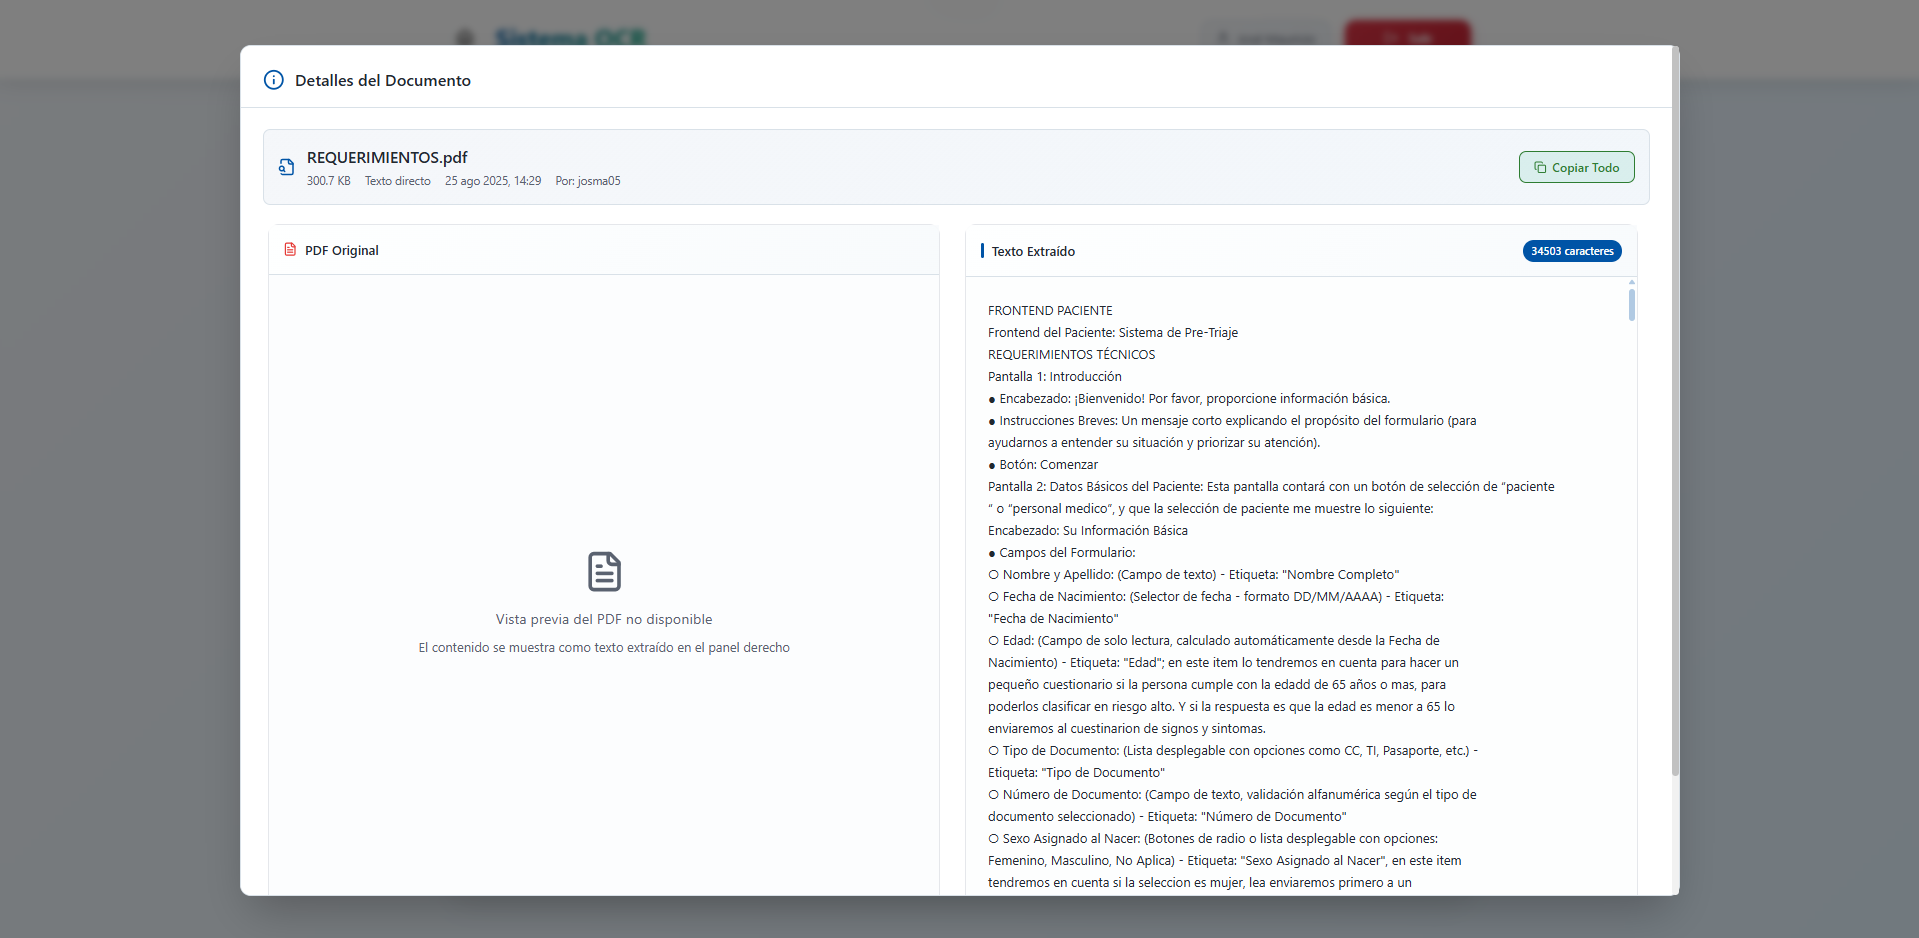 Sistema OCR
Detalles del Documento
REQUERIMIENTOS.pdf
300.7 KB Texto directo 25 ago 2025, 14:29 Por: josma05
Copiar Todo
PDF Original
Vista previa del PDF no disponible
El contenido se muestra como texto extraído en el panel derecho
Texto Extraído
34503 caracteres
FRONTEND PACIENTE
Frontend del Paciente: Sistema de Pre-Triaje
REQUERIMIENTOS TÉCNICOS
Pantalla 1: Introducción
● Encabezado: ¡Bienvenido! Por favor, proporcione información básica.
● Instrucciones Breves: Un mensaje corto explicando el propósito del formulario (para
ayudarnos a entender su situación y priorizar su atención).
● Botón: Comenzar
Pantalla 2: Datos Básicos del Paciente: Esta pantalla contará con un botón de selección de “paciente
“ o “personal medico”, y que la selección de paciente me muestre lo siguiente:
Encabezado: Su Información Básica
● Campos del Formulario:
○ Nombre y Apellido: (Campo de texto) - Etiqueta: "Nombre Completo"
○ Fecha de Nacimiento: (Selector de fecha - formato DD/MM/AAAA) - Etiqueta:
"Fecha de Nacimiento"
○ Edad: (Campo de solo lectura, calculado automáticamente desde la Fecha de
Nacimiento) - Etiqueta: "Edad"; en este item lo tendremos en cuenta para hacer un
pequeño cuestionario si la persona cumple con la edadd de 65 años o mas, para
poderlos clasificar en riesgo alto. Y si la respuesta es que la edad es menor a 65 lo
enviaremos al cuestinarion de signos y sintomas.
○ Tipo de Documento: (Lista desplegable con opciones como CC, TI, Pasaporte, etc.) -
Etiqueta: "Tipo de Documento"
○ Número de Documento: (Campo de texto, validación alfanumérica según el tipo de
documento seleccionado) - Etiqueta: "Número de Documento"
○ Sexo Asignado al Nacer: (Botones de radio o lista desplegable con opciones:
Femenino, Masculino, No Aplica) - Etiqueta: "Sexo Asignado al Nacer", en este item
tendremos en cuenta si la seleccion es mujer, lea enviaremos primero a un